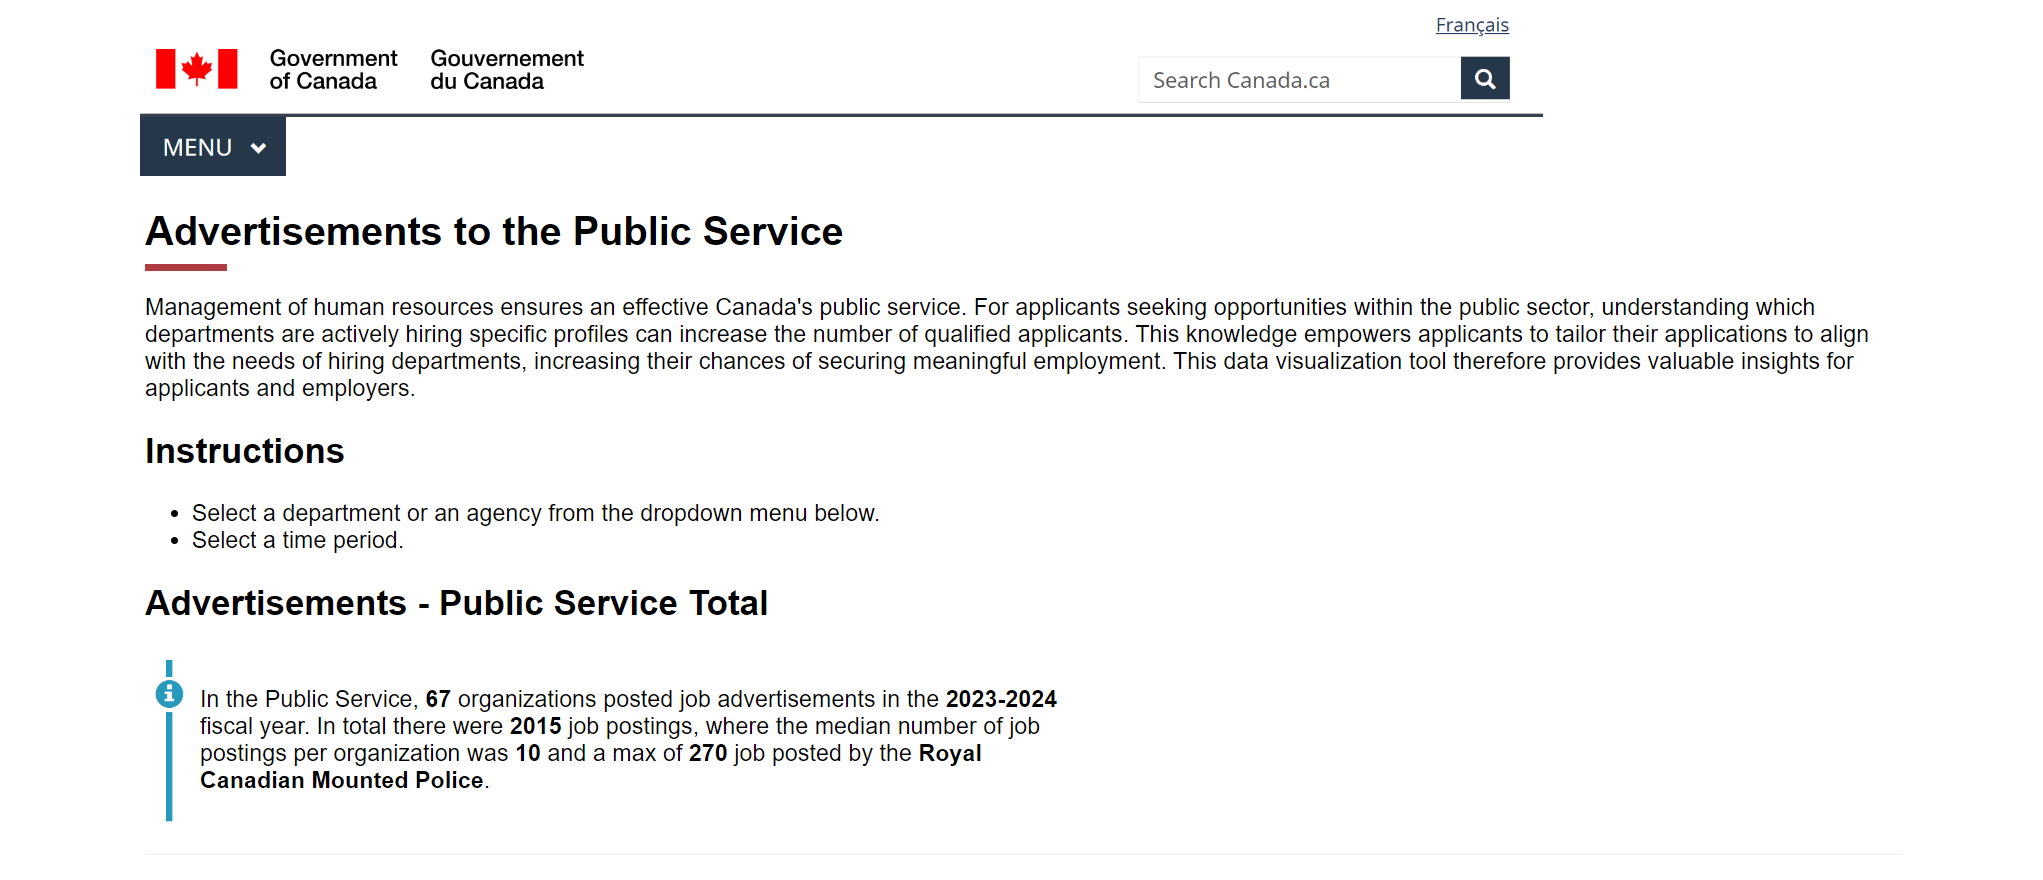 Français
Government
of Canada
Gouvernement
du Canada
Search Canada.ca
MENU
Advertisements to the Public Service
Management of human resources ensures an effective Canada's public service. For applicants seeking opportunities within the public sector, understanding which
departments are actively hiring specific profiles can increase the number of qualified applicants. This knowledge empowers applicants to tailor their applications to align
with the needs of hiring departments, increasing their chances of securing meaningful employment. This data visualization tool therefore provides valuable insights for
applicants and employers.
Instructions
• Select a department or an agency from the dropdown menu below.
• Select a time period.
Advertisements - Public Service Total
In the Public Service, 67 organizations posted job advertisements in the 2023-2024
fiscal year. In total there were 2015 job postings, where the median number of job
postings per organization was 10 and a max of 270 job posted by the Royal
Canadian Mounted Police.